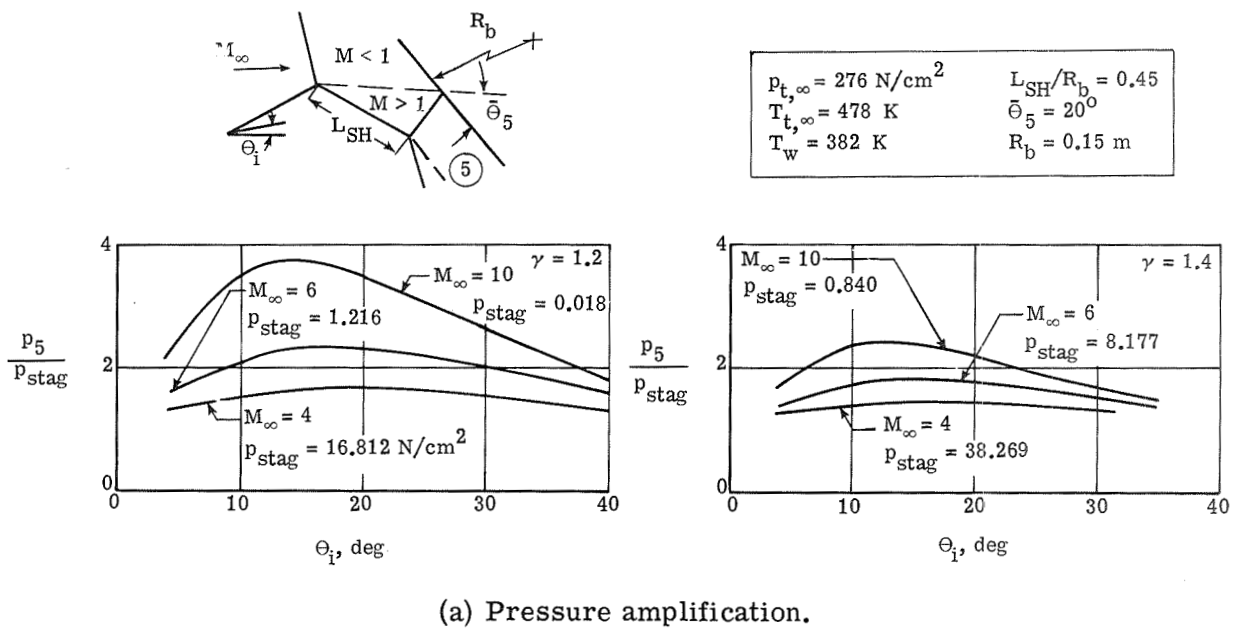 M∞
M < 1
R_b
M > 1
L_SH
Θ̄₅
Θ_i
5
p_t,∞ = 276 N/cm²
L_SH/R_b = 0.45
T_t,∞ = 478 K
Θ̄₅ = 20°
T_w = 382 K
R_b = 0.15 m
4
2
0
p₅
p_stag
M∞ = 6
p_stag = 1.216
M∞ = 10
p_stag = 0.018
γ = 1.2
M∞ = 4
p_stag = 16.812 N/cm²
0 10 20 30 40
Θ_i, deg
4
2
0
p₅
p_stag
M∞ = 10
p_stag = 0.840
γ = 1.4
M∞ = 6
p_stag = 8.177
M∞ = 4
p_stag = 38.269
0 10 20 30 40
Θ_i, deg
(a) Pressure amplification.